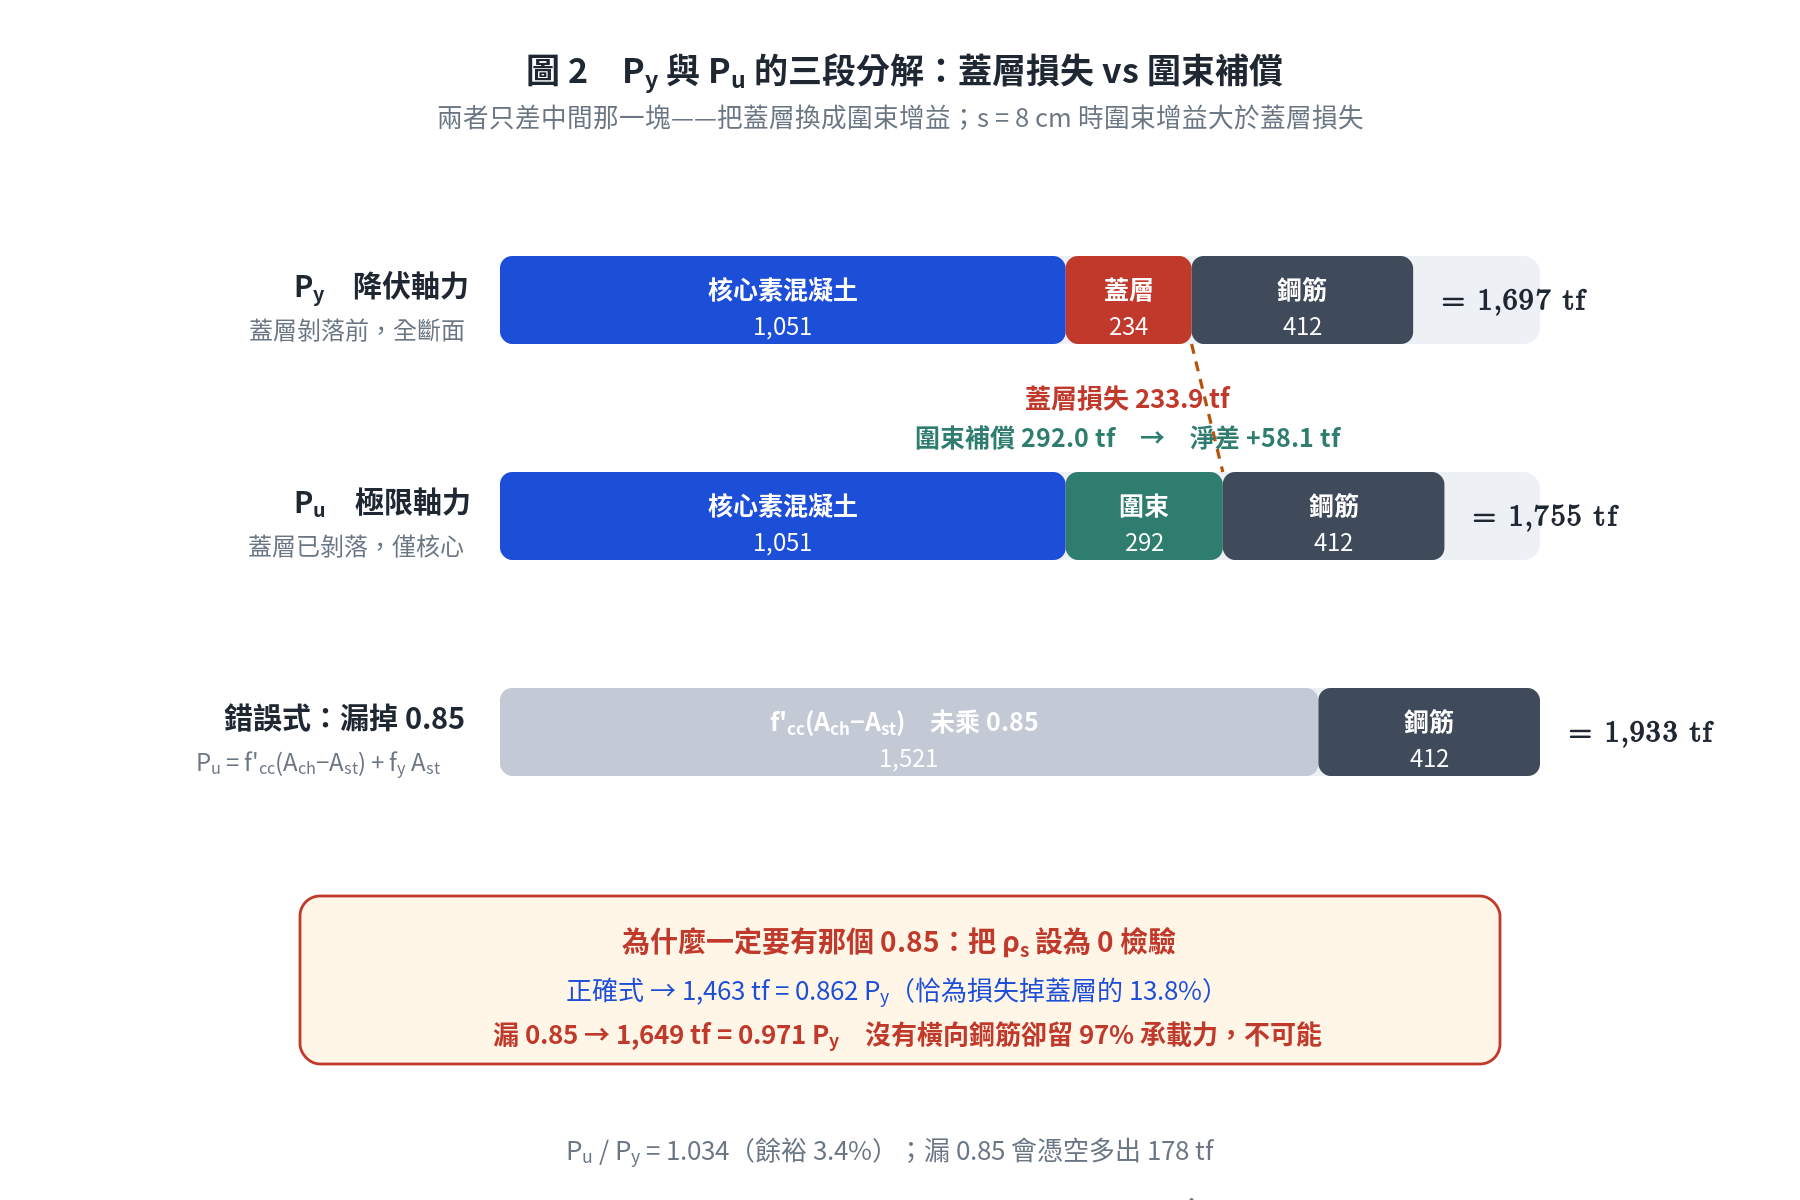 圖 2　Py 與 Pu 的三段分解：蓋層損失 vs 圍束補償
兩者只差中間那一塊——把蓋層換成圍束增益；s = 8 cm 時圍束增益大於蓋層損失
Py　降伏軸力
蓋層剝落前，全斷面
核心素混凝土
1,051
蓋層
234
鋼筋
412
= 1,697 tf
蓋層損失 233.9 tf
圍束補償 292.0 tf　→　淨差 +58.1 tf
Pu　極限軸力
蓋層已剝落，僅核心
核心素混凝土
1,051
圍束
292
鋼筋
412
= 1,755 tf
錯誤式：漏掉 0.85
Pu = f'cc(Ach−Ast) + fy Ast
f'cc(Ach−Ast)　未乘 0.85
1,521
鋼筋
412
= 1,933 tf
為什麼一定要有那個 0.85：把 ρs 設為 0 檢驗
正確式 → 1,463 tf = 0.862 Py（恰為損失掉蓋層的 13.8%）
漏 0.85 → 1,649 tf = 0.971 Py　沒有橫向鋼筋卻留 97% 承載力，不可能
Pu / Py = 1.034（餘裕 3.4%）；漏 0.85 會憑空多出 178 tf